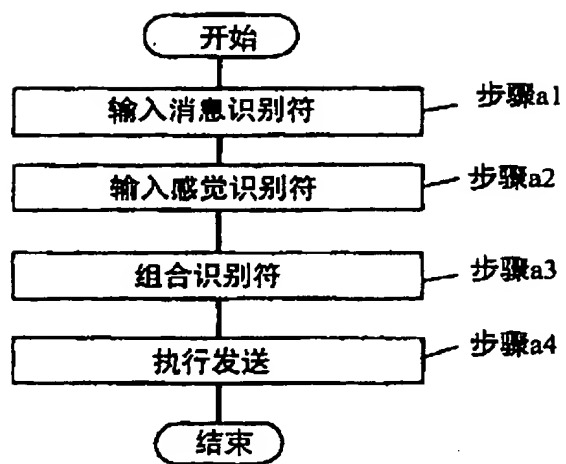 开始
输入消息识别符
步骤a1
输入感觉识别符
步骤a2
组合识别符
步骤a3
执行发送
步骤a4
结束